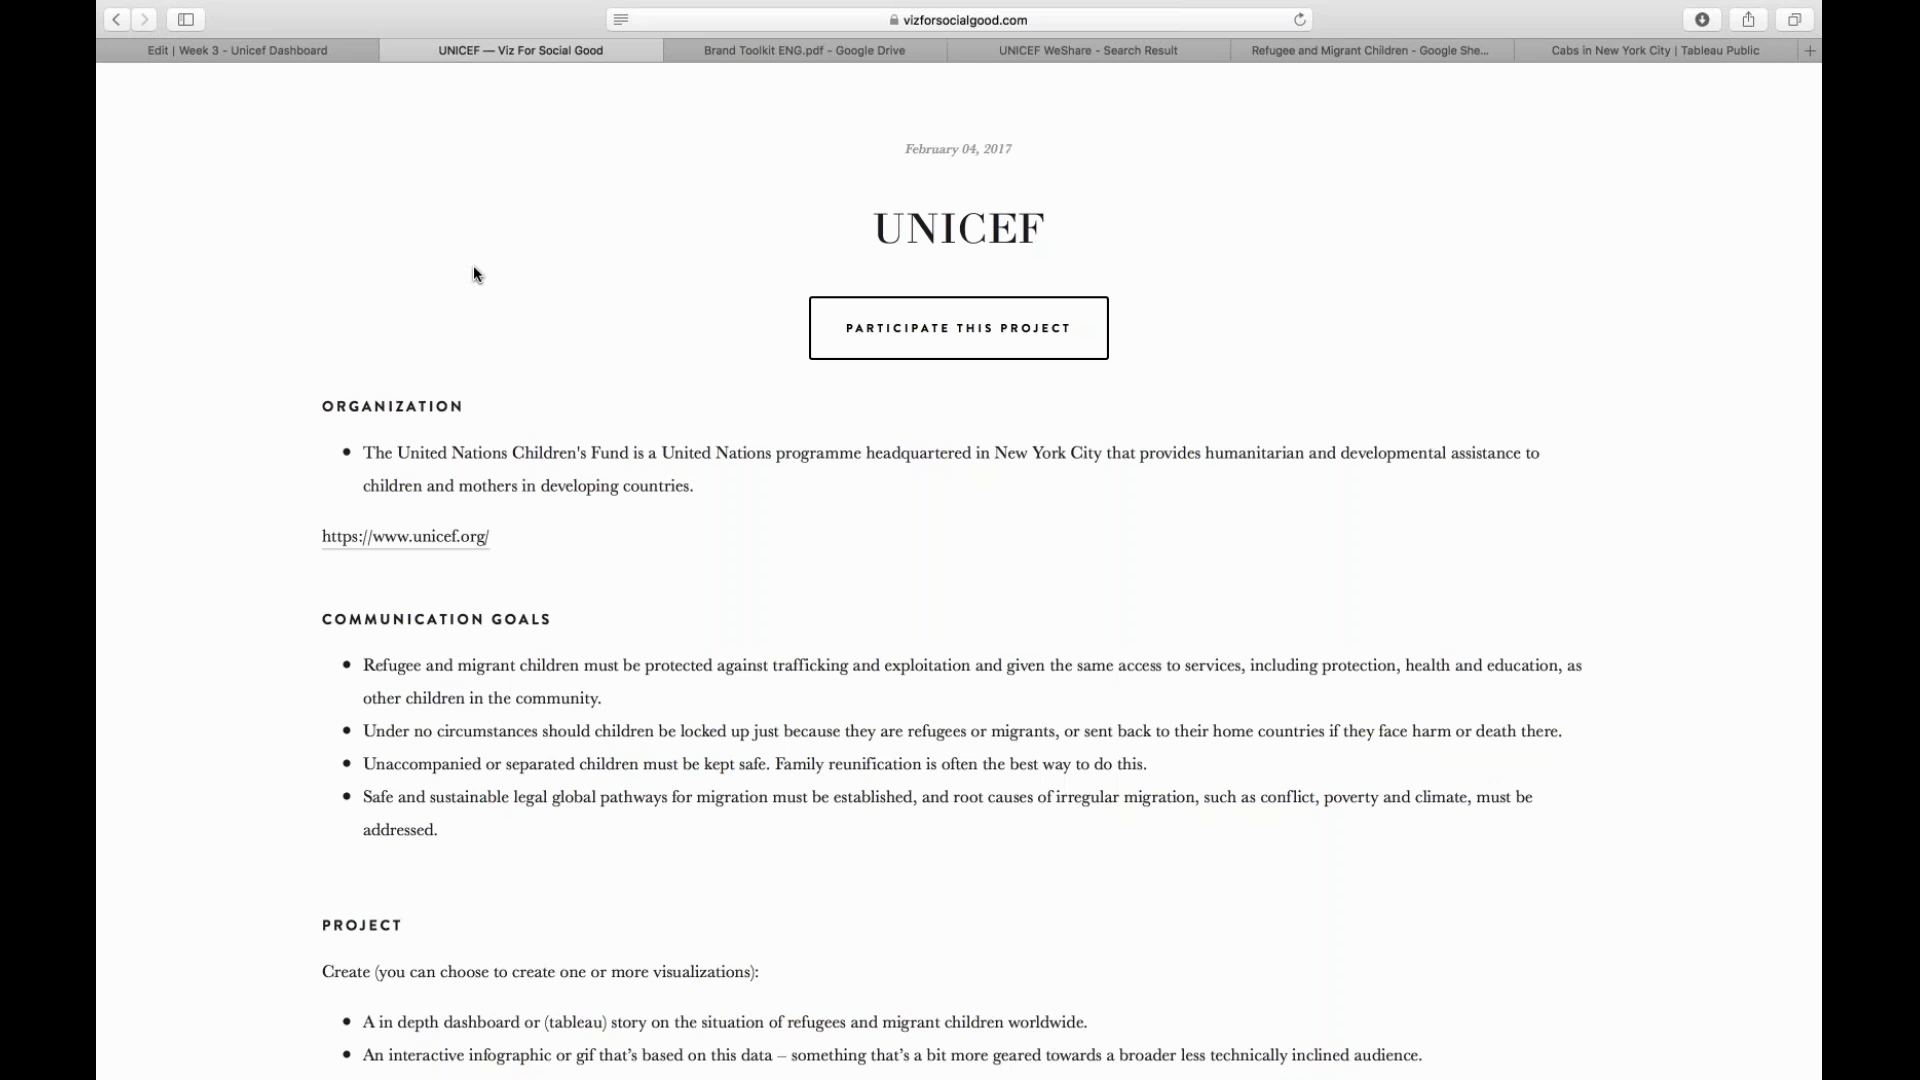 vizforsocialgood.com
Edit | Week 3 - Unicef Dashboard
UNICEF — Viz For Social Good
Brand Toolkit ENG.pdf - Google Drive
UNICEF WeShare - Search Result
Refugee and Migrant Children - Google She...
Cabs in New York City | Tableau Public
February 04, 2017
UNICEF
PARTICIPATE THIS PROJECT
ORGANIZATION
• The United Nations Children's Fund is a United Nations programme headquartered in New York City that provides humanitarian and developmental assistance to
children and mothers in developing countries.
https://www.unicef.org/
COMMUNICATION GOALS
• Refugee and migrant children must be protected against trafficking and exploitation and given the same access to services, including protection, health and education, as
other children in the community.
• Under no circumstances should children be locked up just because they are refugees or migrants, or sent back to their home countries if they face harm or death there.
• Unaccompanied or separated children must be kept safe. Family reunification is often the best way to do this.
• Safe and sustainable legal global pathways for migration must be established, and root causes of irregular migration, such as conflict, poverty and climate, must be
addressed.
PROJECT
Create (you can choose to create one or more visualizations):
• A in depth dashboard or (tableau) story on the situation of refugees and migrant children worldwide.
• An interactive infographic or gif that’s based on this data – something that’s a bit more geared towards a broader less technically inclined audience.